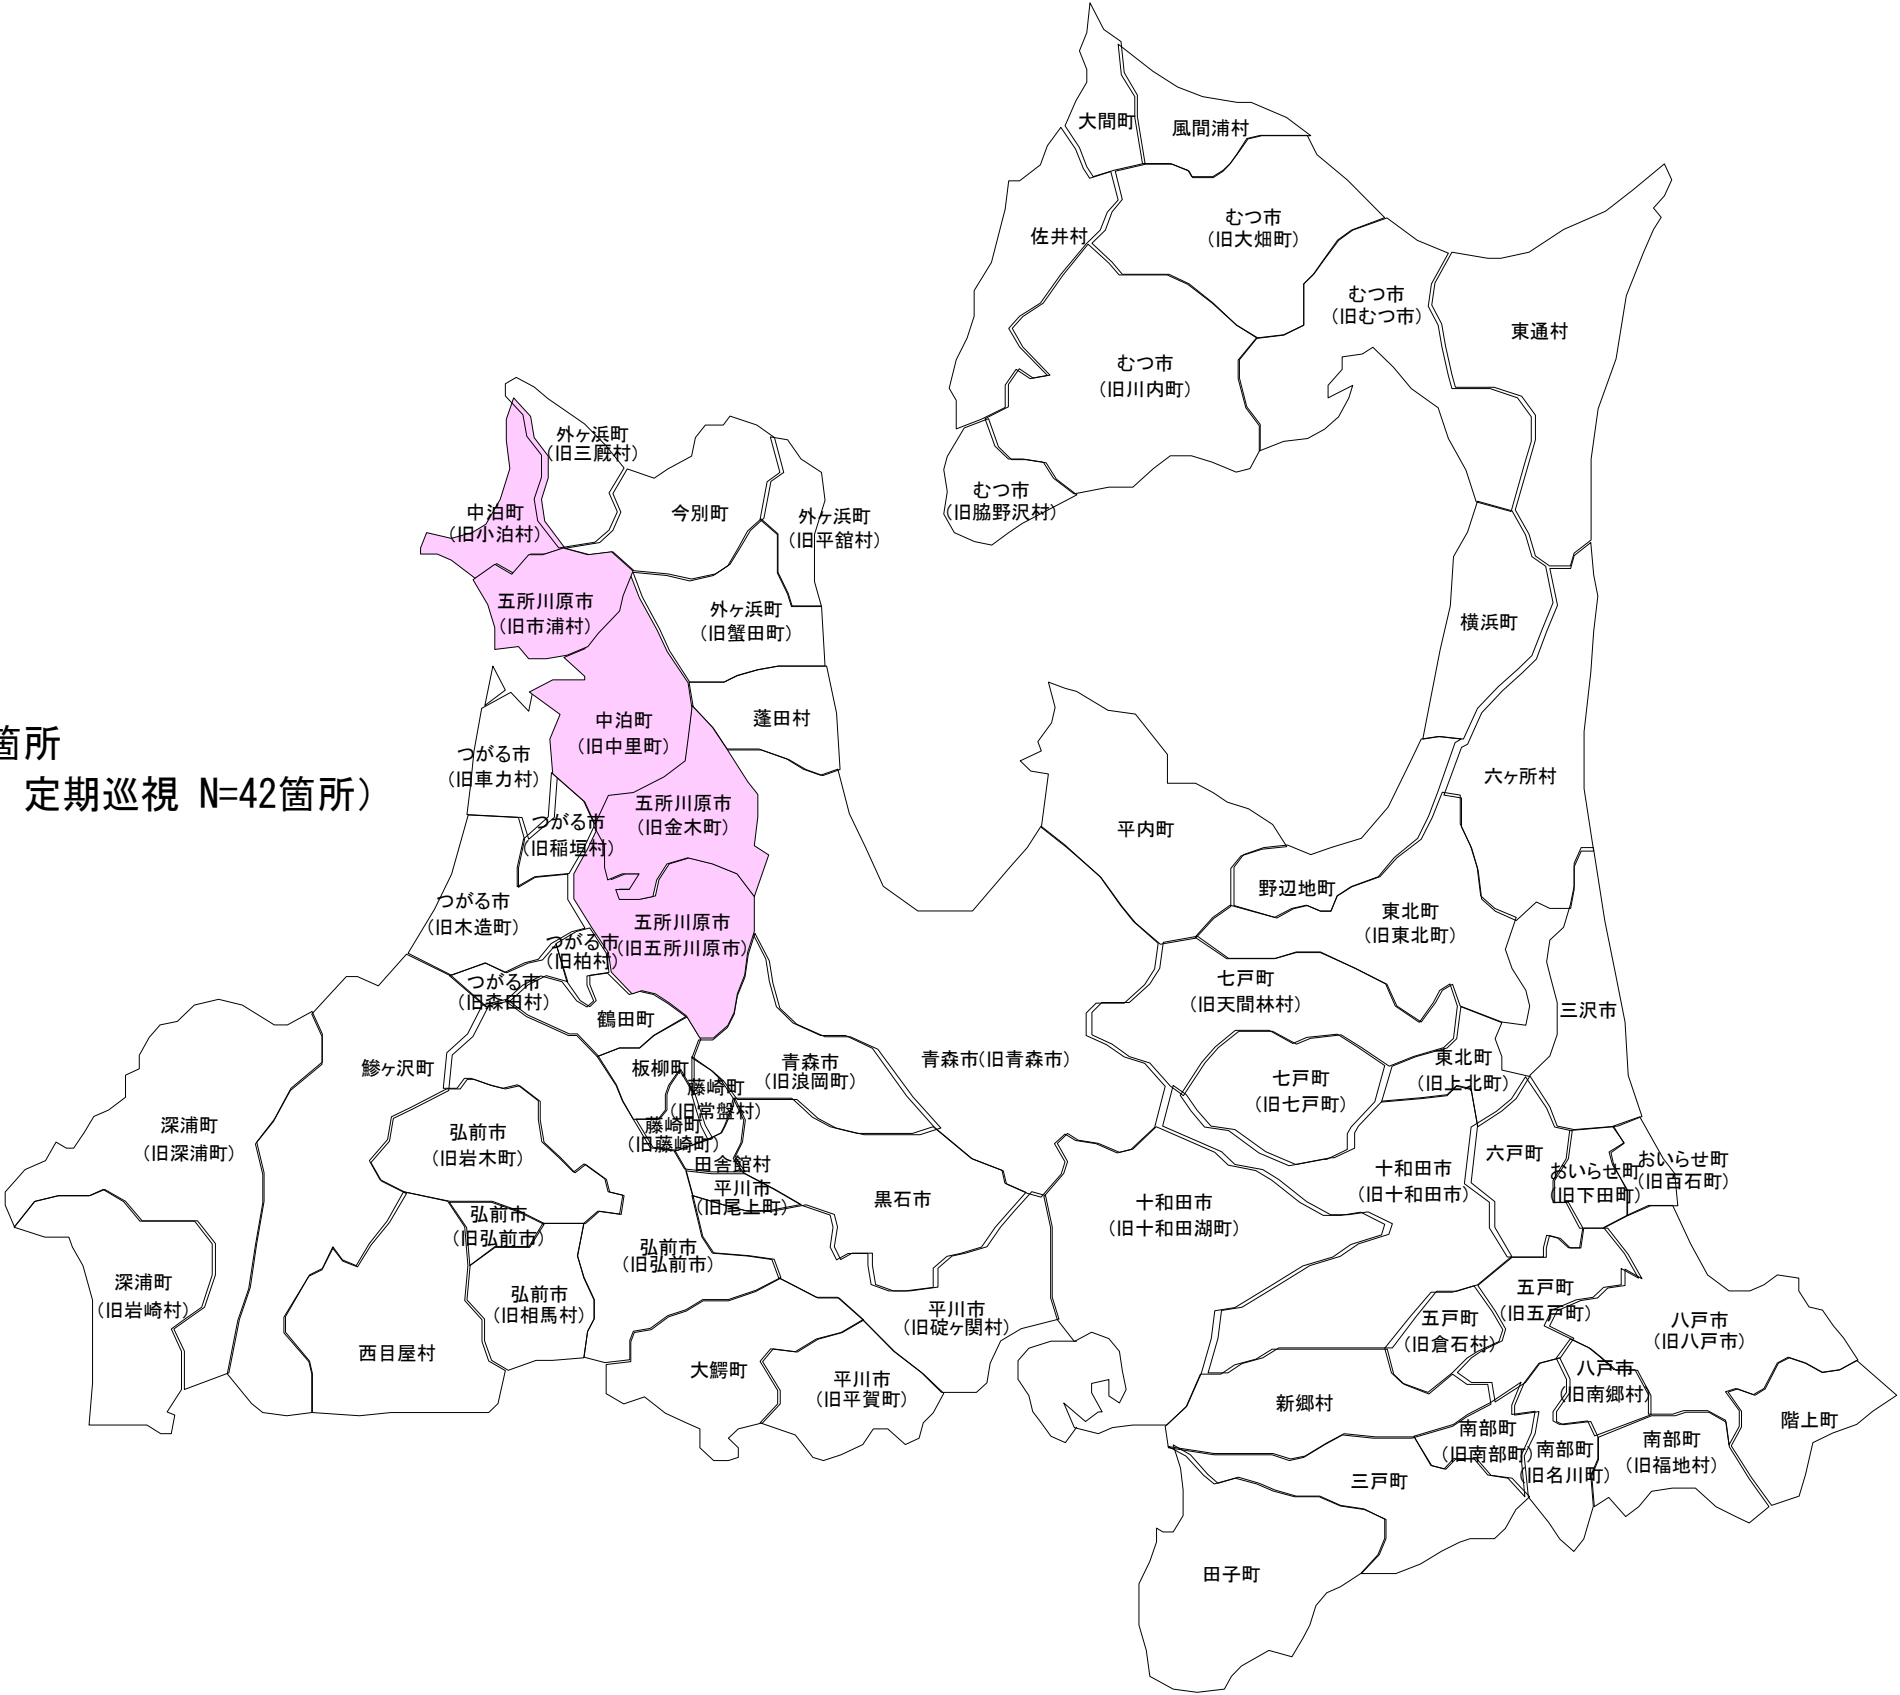 大間町
風間浦村
佐井村
むつ市
（旧大畑町）
むつ市
（旧むつ市）
東通村
むつ市
（旧川内町）
むつ市
（旧脇野沢村）
外ヶ浜町
（旧三厩村）
中泊町
（旧小泊村）
今別町
外ヶ浜町
（旧平舘村）
五所川原市
（旧市浦村）
外ヶ浜町
（旧蟹田町）
横浜町
中泊町
（旧中里町）
蓬田村
箇所
定期巡視 N=42箇所）
つがる市
（旧車力村）
六ヶ所村
五所川原市
（旧金木町）
つがる市
（旧稲垣村）
平内町
野辺地町
つがる市
（旧木造町）
五所川原市
（旧五所川原市）
東北町
（旧東北町）
つがる市
（旧柏村）
つがる市
（旧森田村）
七戸町
（旧天間林村）
三沢市
鶴田町
鰺ヶ沢町
板柳町
青森市
（旧浪岡町）
青森市（旧青森市）
東北町
（旧上北町）
藤崎町
（旧常盤村）
七戸町
（旧七戸町）
深浦町
（旧深浦町）
弘前市
（旧岩木町）
藤崎町
（旧藤崎町）
田舎館村
六戸町
おいらせ町
（旧下田町）
おいらせ町
（旧百石町）
平川市
（旧尾上町）
黒石市
十和田市
（旧十和田湖町）
十和田市
（旧十和田市）
弘前市
（旧弘前市）
弘前市
（旧弘前市）
深浦町
（旧岩崎村）
弘前市
（旧相馬村）
平川市
（旧碇ヶ関村）
五戸町
（旧五戸町）
五戸町
（旧倉石村）
八戸市
（旧八戸市）
西目屋村
大鰐町
平川市
（旧平賀町）
新郷村
八戸市
（旧南郷村）
階上町
南部町
（旧南部町）
南部町
（旧名川町）
南部町
（旧福地村）
三戸町
田子町